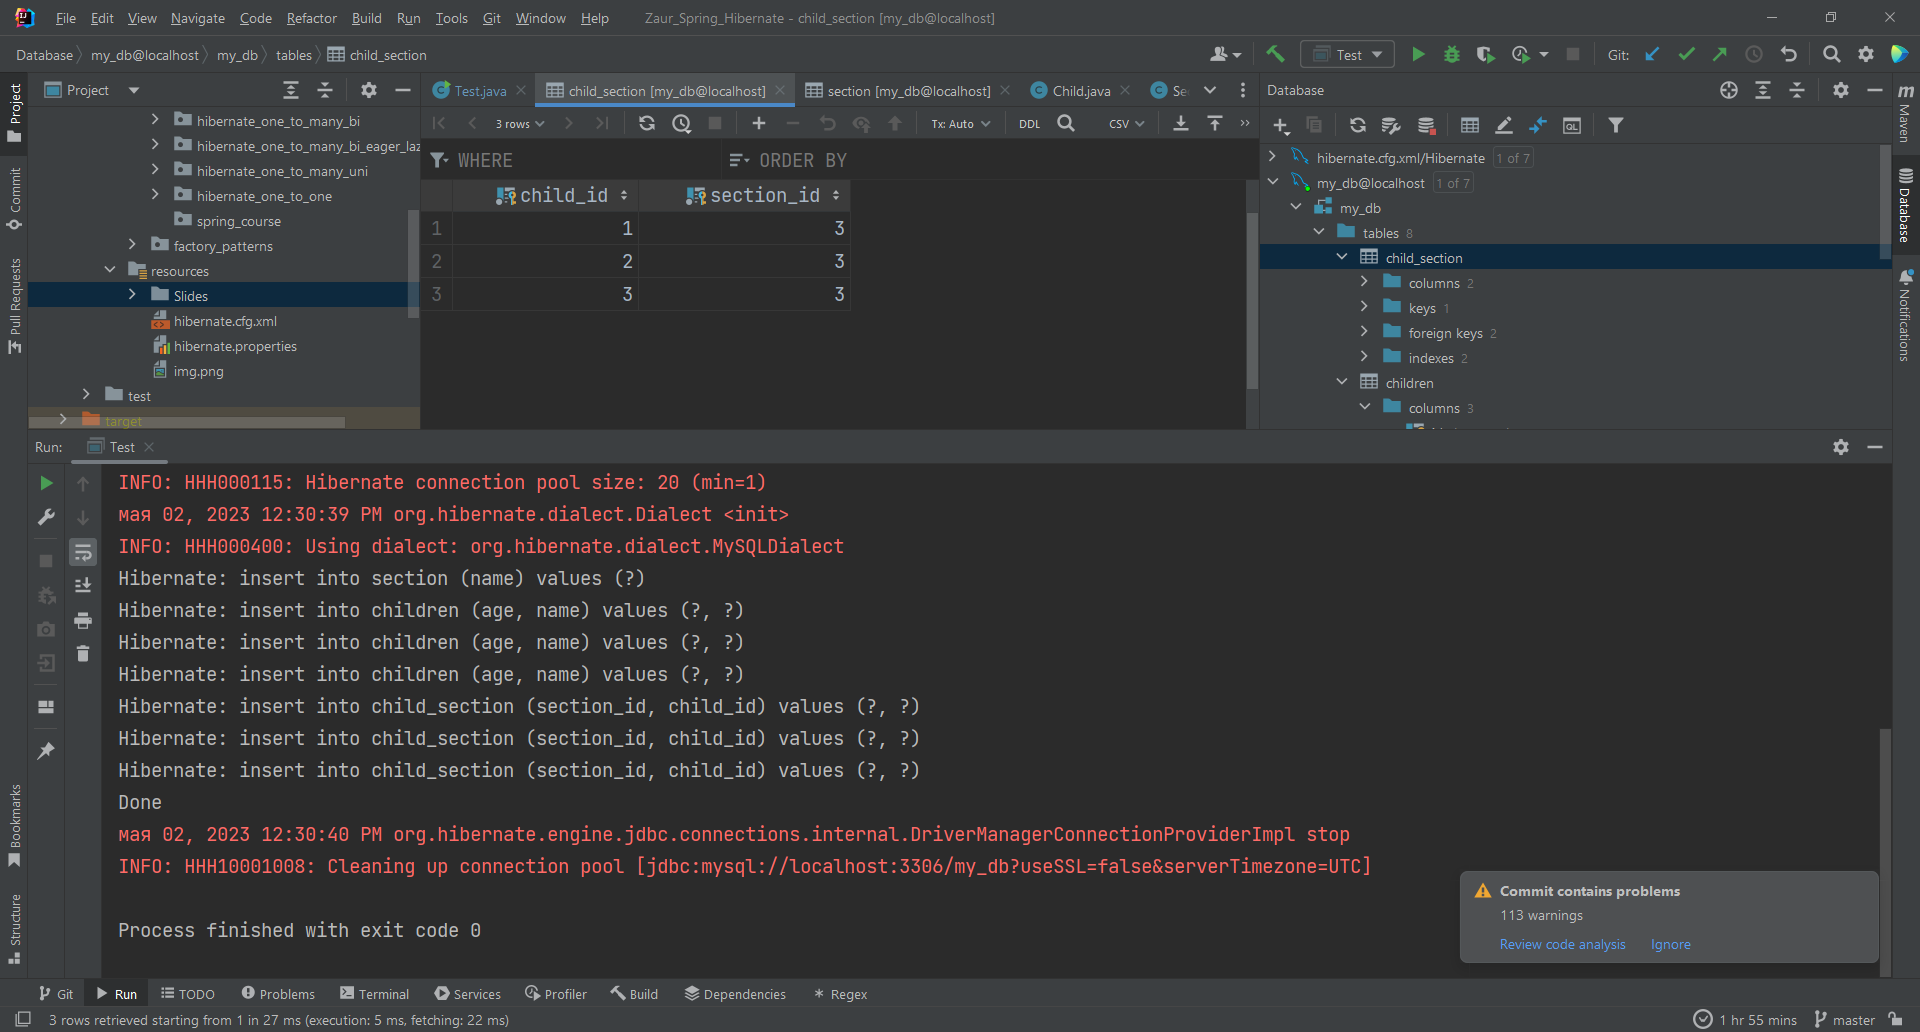 File Edit View Navigate Code Refactor Build Run Tools Git Window Help Zaur_Spring_Hibernate - child_section [my_db@localhost]
Database my_db@localhost my_db tables child_section Test Git:
Project
Commit
Pull Requests
Bookmarks
Structure
Project
hibernate_one_to_many_bi
hibernate_one_to_many_bi_eager_laz
hibernate_one_to_many_uni
hibernate_one_to_one
spring_course
factory_patterns
resources
Slides
hibernate.cfg.xml
hibernate.properties
img.png
test
target
Test.java child_section [my_db@localhost] section [my_db@localhost] Child.java Se
3 rows Tx: Auto DDL CSV
WHERE ORDER BY
child_id section_id
1 1 3
2 2 3
3 3 3
Database
hibernate.cfg.xml/Hibernate 1 of 7
my_db@localhost 1 of 7
my_db
tables 8
child_section
columns 2
keys 1
foreign keys 2
indexes 2
children
columns 3
m Maven
Database
Notifications
Run: Test
INFO: HHH000115: Hibernate connection pool size: 20 (min=1)
мая 02, 2023 12:30:39 PM org.hibernate.dialect.Dialect <init>
INFO: HHH000400: Using dialect: org.hibernate.dialect.MySQLDialect
Hibernate: insert into section (name) values (?)
Hibernate: insert into children (age, name) values (?, ?)
Hibernate: insert into children (age, name) values (?, ?)
Hibernate: insert into children (age, name) values (?, ?)
Hibernate: insert into child_section (section_id, child_id) values (?, ?)
Hibernate: insert into child_section (section_id, child_id) values (?, ?)
Hibernate: insert into child_section (section_id, child_id) values (?, ?)
Done
мая 02, 2023 12:30:40 PM org.hibernate.engine.jdbc.connections.internal.DriverManagerConnectionProviderImpl stop
INFO: HHH10001008: Cleaning up connection pool [jdbc:mysql://localhost:3306/my_db?useSSL=false&serverTimezone=UTC]
Process finished with exit code 0
Commit contains problems
113 warnings
Review code analysis Ignore
Git Run TODO Problems Terminal Services Profiler Build Dependencies Regex
3 rows retrieved starting from 1 in 27 ms (execution: 5 ms, fetching: 22 ms) 1 hr 55 mins master